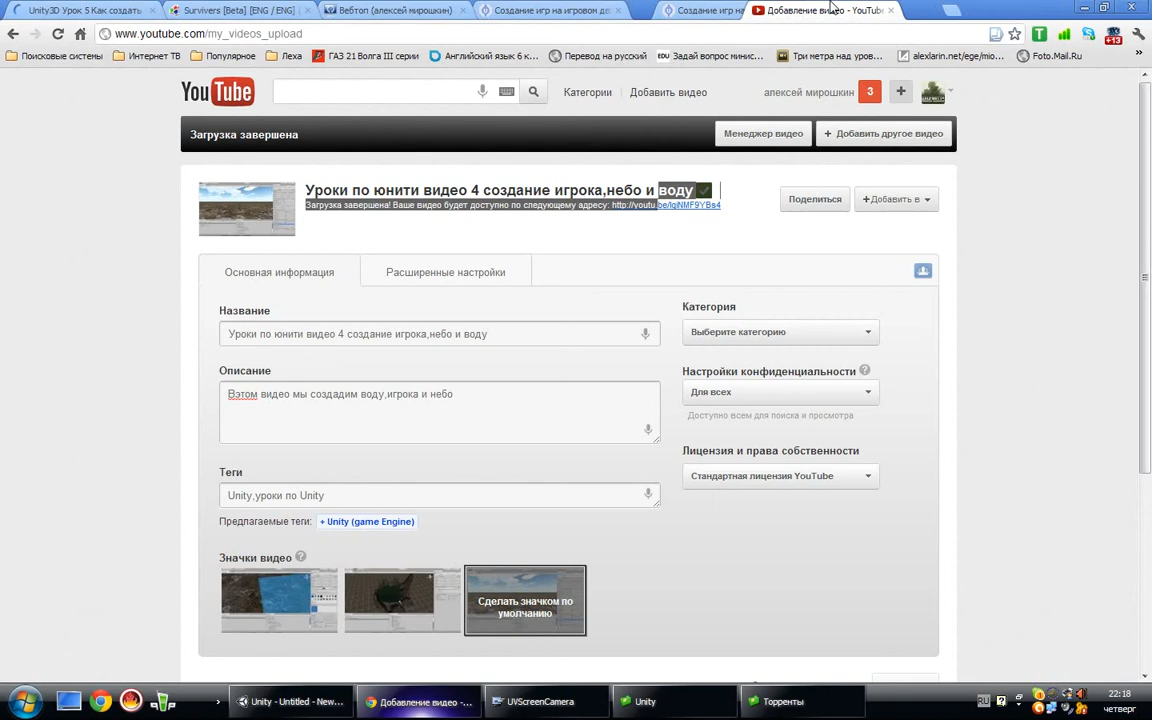 Unity3D Урок 5 Как создать
Survivers [Beta] [ENG / ENG] (
Вебтоп (алексей мирошкин)
Создание игр на игровом де
Создание игр на
Добавление видео - YouTube
www.youtube.com/my_videos_upload
+13
Поисковые системы
Интернет ТВ
Популярное
Леха
ГАЗ 21 Волга III серии
Английский язык 6 к...
Перевод на русский
Задай вопрос минис...
Три метра над уров...
alexlarin.net/ege/mio...
Foto.Mail.Ru
YouTube
Категории
Добавить видео
алексей мирошкин
3
Загрузка завершена
Менеджер видео
+ Добавить другое видео
Уроки по юнити видео 4 создание игрока,небо и воду
Загрузка завершена! Ваше видео будет доступно по следующему адресу: http://youtu.be/IqiNMF9YBs4
Поделиться
+Добавить в
Основная информация
Расширенные настройки
Название
Уроки по юнити видео 4 создание игрока,небо и воду
Описание
Вэтом видео мы создадим воду,игрока и небо
Теги
Unity,уроки по Unity
Предлагаемые теги:
+ Unity (game Engine)
Значки видео
Сделать значком по
умолчанию
Категория
Выберите категорию
Настройки конфиденциальности
Для всех
Доступно всем для поиска и просмотра
Лицензия и права собственности
Стандартная лицензия YouTube
Unity - Untitled - New...
Добавление видео -...
UVScreenCamera
Unity
Торренты
RU
22:18
четверг